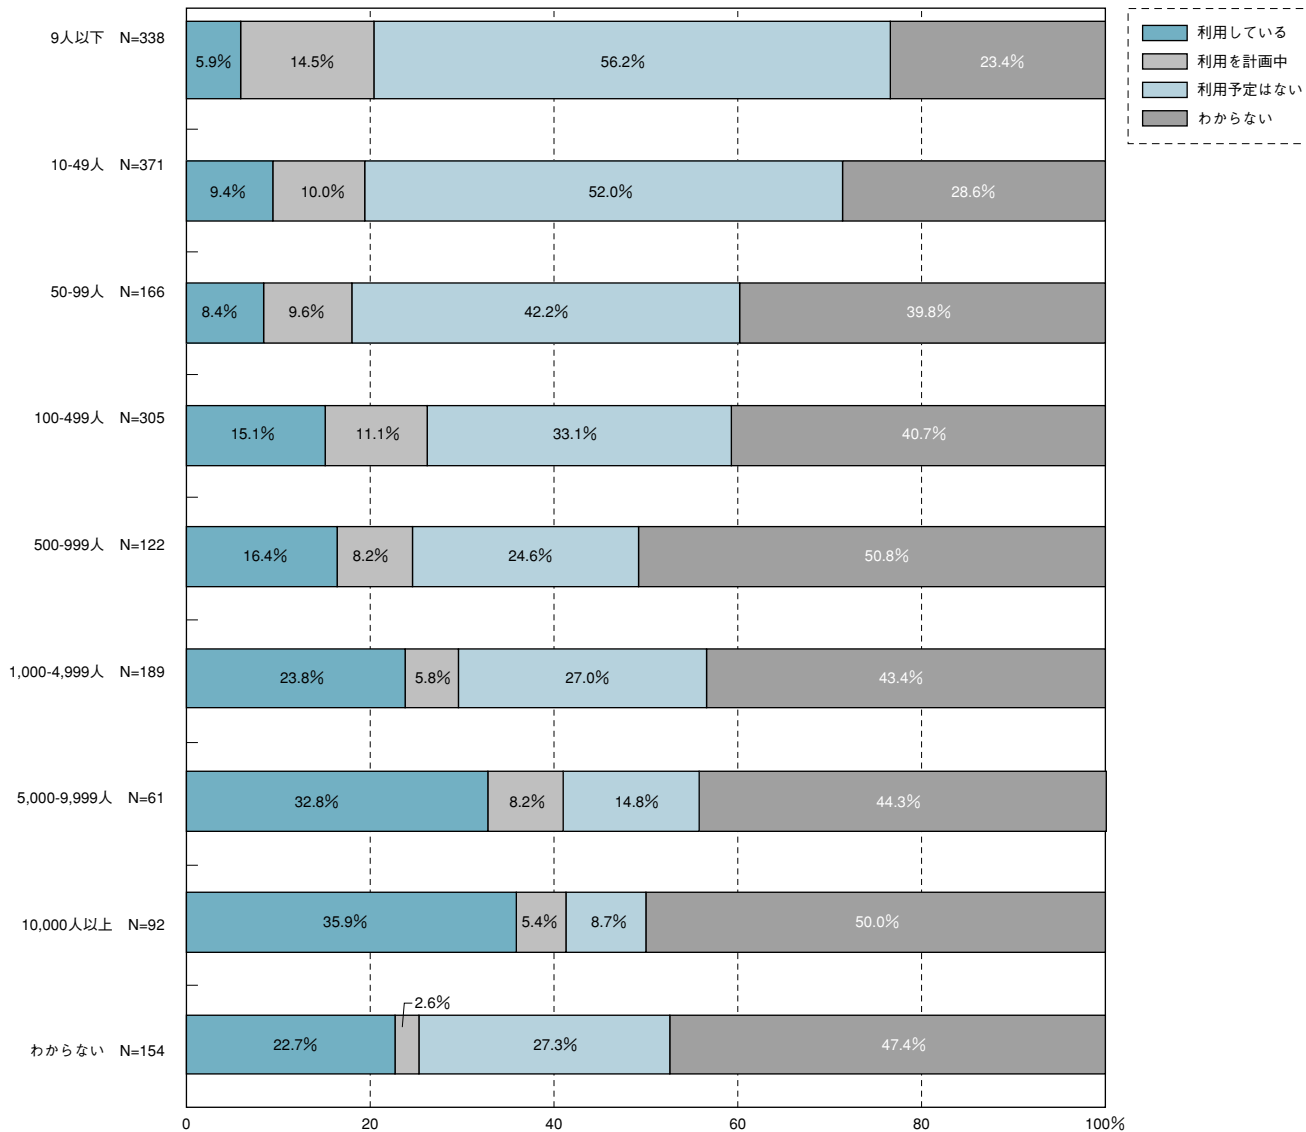 9人以下 N=338
5.9% 14.5% 56.2% 23.4%
10-49人 N=371
9.4% 10.0% 52.0% 28.6%
50-99人 N=166
8.4% 9.6% 42.2% 39.8%
100-499人 N=305
15.1% 11.1% 33.1% 40.7%
500-999人 N=122
16.4% 8.2% 24.6% 50.8%
1,000-4,999人 N=189
23.8% 5.8% 27.0% 43.4%
5,000-9,999人 N=61
32.8% 8.2% 14.8% 44.3%
10,000人以上 N=92
35.9% 5.4% 8.7% 50.0%
わからない N=154
2.6%
22.7% 27.3% 47.4%
0 20 40 60 80 100%
利用している
利用を計画中
利用予定はない
わからない